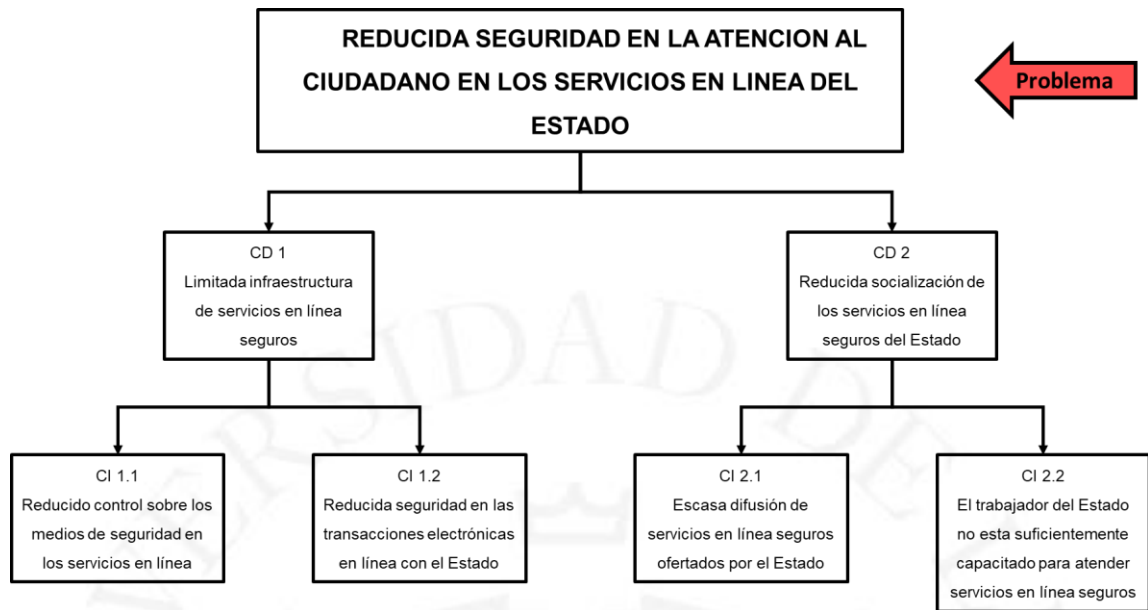 REDUCIDA SEGURIDAD EN LA ATENCION AL
CIUDADANO EN LOS SERVICIOS EN LINEA DEL
ESTADO
Problema
CD 1
Limitada infraestructura
de servicios en línea
seguros
CD 2
Reducida socialización de
los servicios en línea
seguros del Estado
CI 1.1
Reducido control sobre los
medios de seguridad en
los servicios en línea
CI 1.2
Reducida seguridad en las
transacciones electrónicas
en línea con el Estado
CI 2.1
Escasa difusión de
servicios en línea seguros
ofertados por el Estado
CI 2.2
El trabajador del Estado
no esta suficientemente
capacitado para atender
servicios en línea seguros
VERSIDAD DE